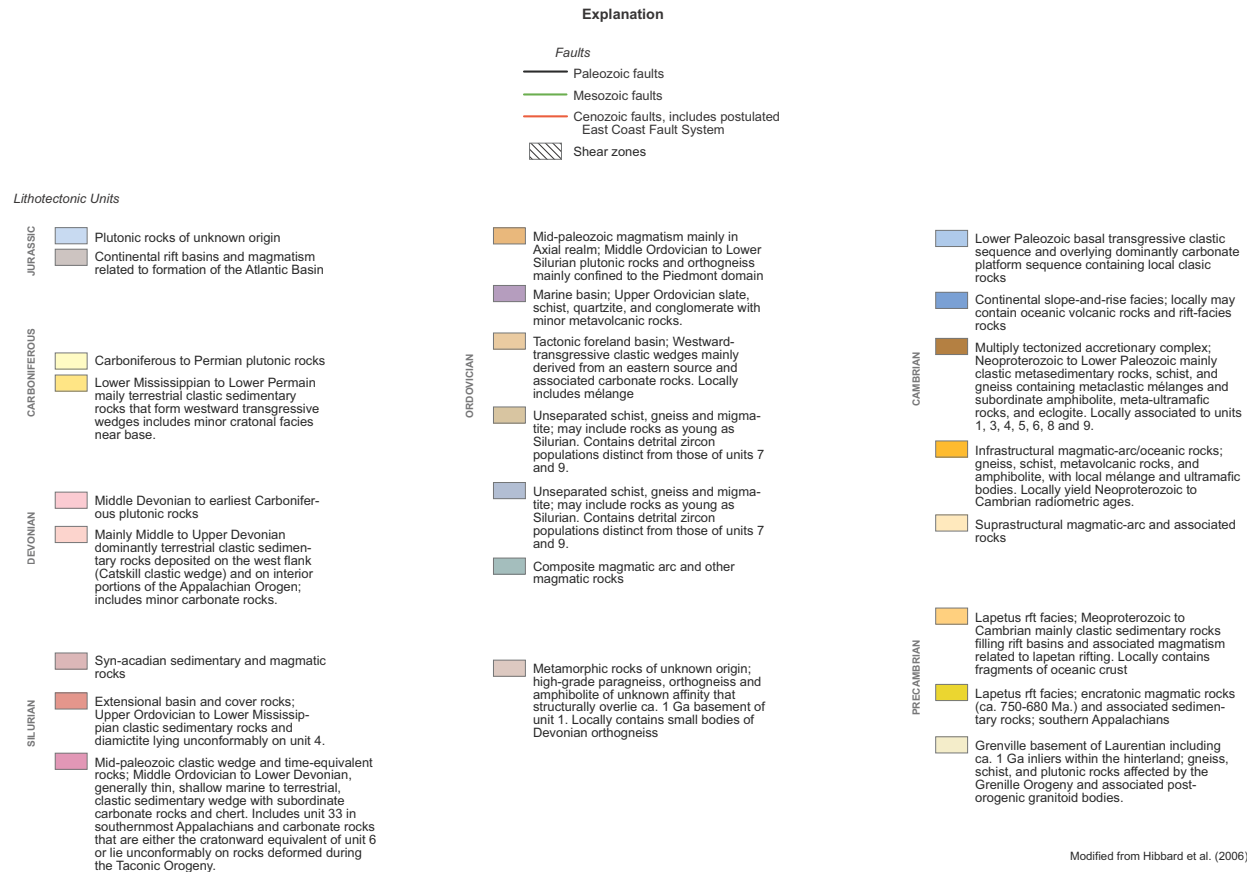 Explanation
Faults
Paleozoic faults
Mesozoic faults
Cenozoic faults, includes postulated
East Coast Fault System
Shear zones
Lithotectonic Units
JURASSIC
Plutonic rocks of unknown origin
Continental rift basins and magmatism
related to formation of the Atlantic Basin
CARBONIFEROUS
Carboniferous to Permian plutonic rocks
Lower Mississippian to Lower Permain
maily terrestrial clastic sedimentary
rocks that form westward transgressive
wedges includes minor cratonal facies
near base.
DEVONIAN
Middle Devonian to earliest Carbonifer-
ous plutonic rocks
Mainly Middle to Upper Devonian
dominantly terrestrial clastic sedimen-
tary rocks deposited on the west flank
(Catskill clastic wedge) and on interior
portions of the Appalachian Orogen;
includes minor carbonate rocks.
SILURIAN
Syn-acadian sedimentary and magmatic
rocks
Extensional basin and cover rocks;
Upper Ordovician to Lower Mississip-
pian clastic sedimentary rocks and
diamictite lying unconformably on unit 4.
Mid-paleozoic clastic wedge and time-equivalent
rocks; Middle Ordovician to Lower Devonian,
generally thin, shallow marine to terrestrial,
clastic sedimentary wedge with subordinate
carbonate rocks and chert. Includes unit 33 in
southernmost Appalachians and carbonate rocks
that are either the cratonward equivalent of unit 6
or lie unconformably on rocks deformed during
the Taconic Orogeny.
ORDOVICIAN
Mid-paleozoic magmatism mainly in
Axial realm; Middle Ordovician to Lower
Silurian plutonic rocks and orthogneiss
mainly confined to the Piedmont domain
Marine basin; Upper Ordovician slate,
schist, quartzite, and conglomerate with
minor metavolcanic rocks.
Tactonic foreland basin; Westward-
transgressive clastic wedges mainly
derived from an eastern source and
associated carbonate rocks. Locally
includes mélange
Unseparated schist, gneiss and migma-
tite; may include rocks as young as
Silurian. Contains detrital zircon
populations distinct from those of units 7
and 9.
Unseparated schist, gneiss and migma-
tite; may include rocks as young as
Silurian. Contains detrital zircon
populations distinct from those of units 7
and 9.
Composite magmatic arc and other
magmatic rocks
Metamorphic rocks of unknown origin;
high-grade paragneiss, orthogneiss and
amphibolite of unknown affinity that
structurally overlie ca. 1 Ga basement of
unit 1. Locally contains small bodies of
Devonian orthogneiss
CAMBRIAN
Lower Paleozoic basal transgressive clastic
sequence and overlying dominantly carbonate
platform sequence containing local clasic
rocks
Continental slope-and-rise facies; locally may
contain oceanic volcanic rocks and rift-facies
rocks
Multiply tectonized accretionary complex;
Neoproterozoic to Lower Paleozoic mainly
clastic metasedimentary rocks, schist, and
gneiss containing metaclastic mélanges and
subordinate amphibolite, meta-ultramafic
rocks, and eclogite. Locally associated to units
1, 3, 4, 5, 6, 8 and 9.
Infrastructural magmatic-arc/oceanic rocks;
gneiss, schist, metavolcanic rocks, and
amphibolite, with local mélange and ultramafic
bodies. Locally yield Neoproterozoic to
Cambrian radiometric ages.
Suprastructural magmatic-arc and associated
rocks
PRECAMBRIAN
Lapetus rft facies; Meoproterozoic to
Cambrian mainly clastic sedimentary rocks
filling rift basins and associated magmatism
related to lapetan rifting. Locally contains
fragments of oceanic crust
Lapetus rft facies; encratonic magmatic rocks
(ca. 750-680 Ma.) and associated sedimen-
tary rocks; southern Appalachians
Grenville basement of Laurentian including
ca. 1 Ga inliers within the hinterland; gneiss,
schist, and plutonic rocks affected by the
Grenille Orogeny and associated post-
orogenic granitoid bodies.
Modified from Hibbard et al. (2006)